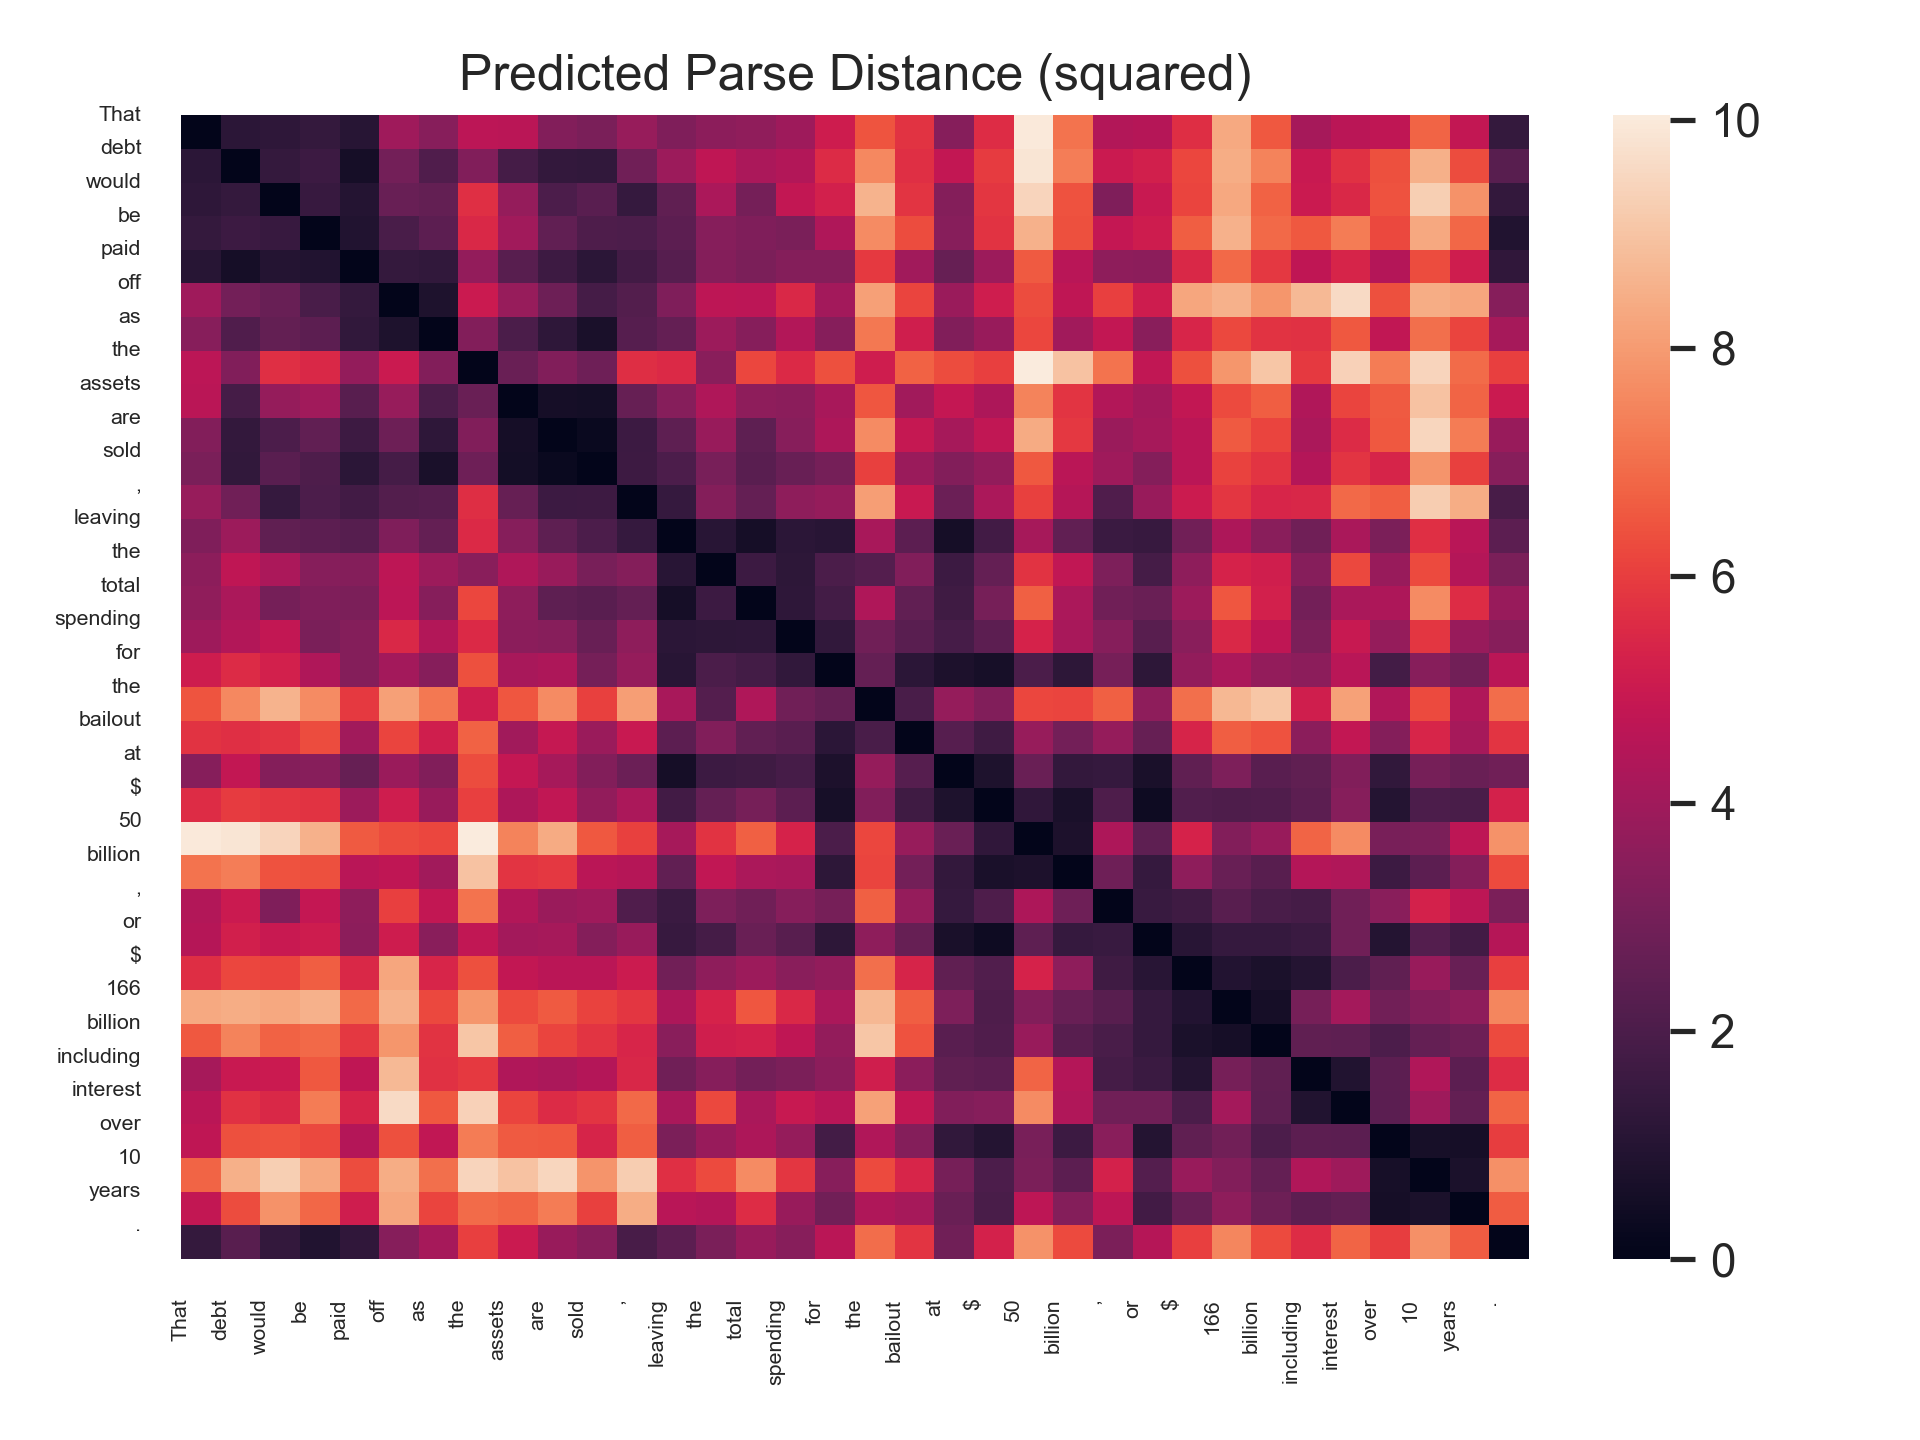 Predicted Parse Distance (squared)
That
debt
would
be
paid
off
as
the
assets
are
sold
,
leaving
the
total
spending
for
the
bailout
at
$
50
billion
,
or
$
166
billion
including
interest
over
10
years
.
10
8
6
4
2
0
That
debt
would
be
paid
off
as
the
assets
are
sold
,
leaving
the
total
spending
for
the
bailout
at
$
50
billion
,
or
$
166
billion
including
interest
over
10
years
.